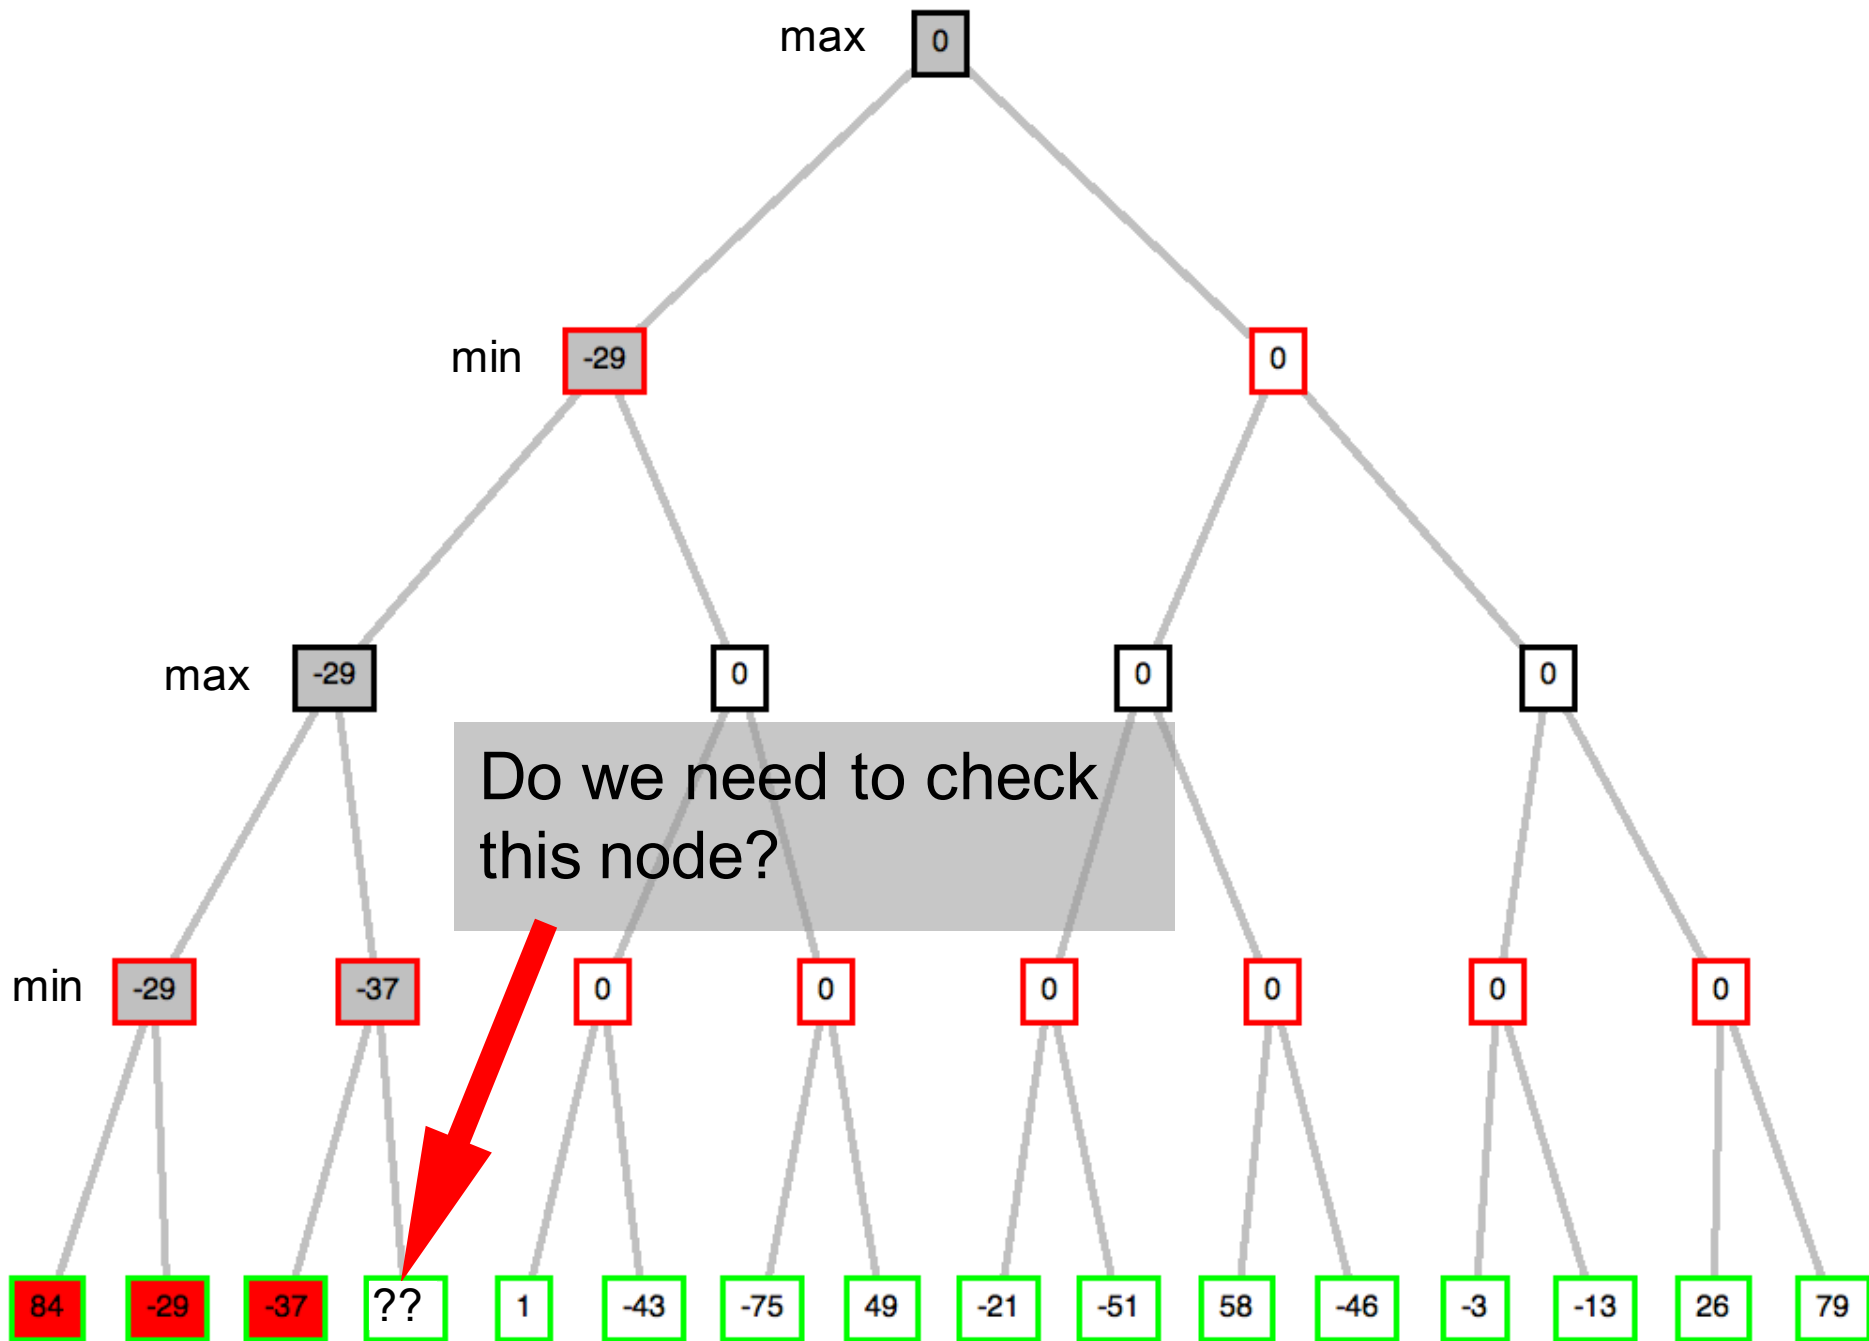 max 0
min -29 0
max -29 0 0 0
Do we need to check
this node?
min -29 -37 0 0 0 0 0 0
84 -29 -37 ?? 1 -43 -75 49 -21 -51 58 -46 -3 -13 26 79